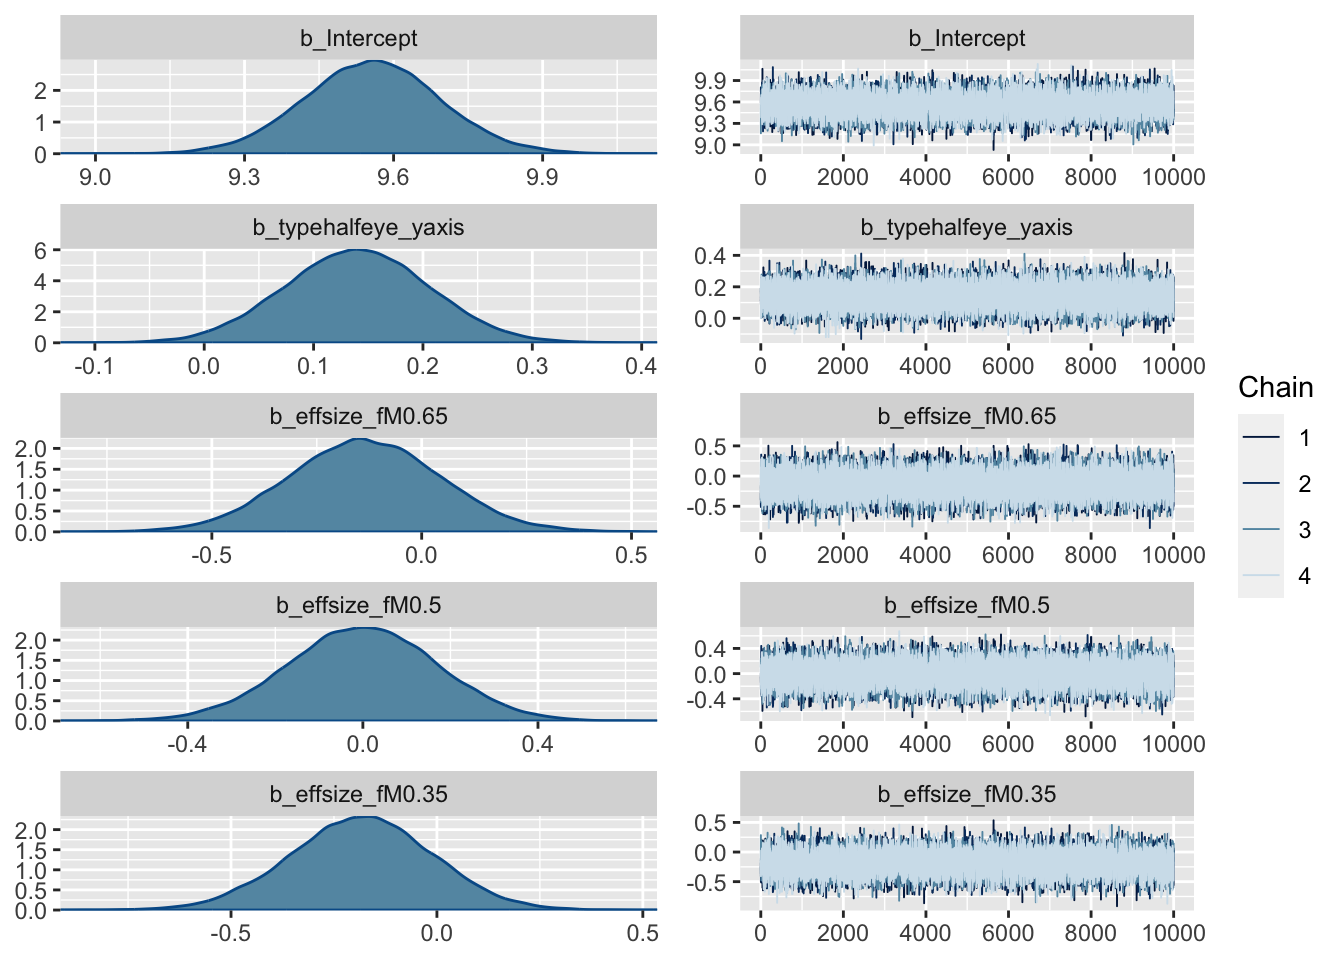 b_Intercept
2
1
0
9.0 9.3 9.6 9.9
b_Intercept
9.9
9.6
9.3
9.0
0 2000 4000 6000 8000 10000
b_typehalfeye_yaxis
6
4
2
0
-0.1 0.0 0.1 0.2 0.3 0.4
b_typehalfeye_yaxis
0.4
0.2
0.0
0 2000 4000 6000 8000 10000
b_effsize_fM0.65
2.0
1.5
1.0
0.5
0.0
-0.5 0.0 0.5
b_effsize_fM0.65
0.5
0.0
-0.5
0 2000 4000 6000 8000 10000
b_effsize_fM0.5
2.0
1.5
1.0
0.5
0.0
-0.4 0.0 0.4
b_effsize_fM0.5
0.4
0.0
-0.4
0 2000 4000 6000 8000 10000
b_effsize_fM0.35
2.0
1.5
1.0
0.5
0.0
-0.5 0.0 0.5
b_effsize_fM0.35
0.5
0.0
-0.5
0 2000 4000 6000 8000 10000
Chain
1
2
3
4